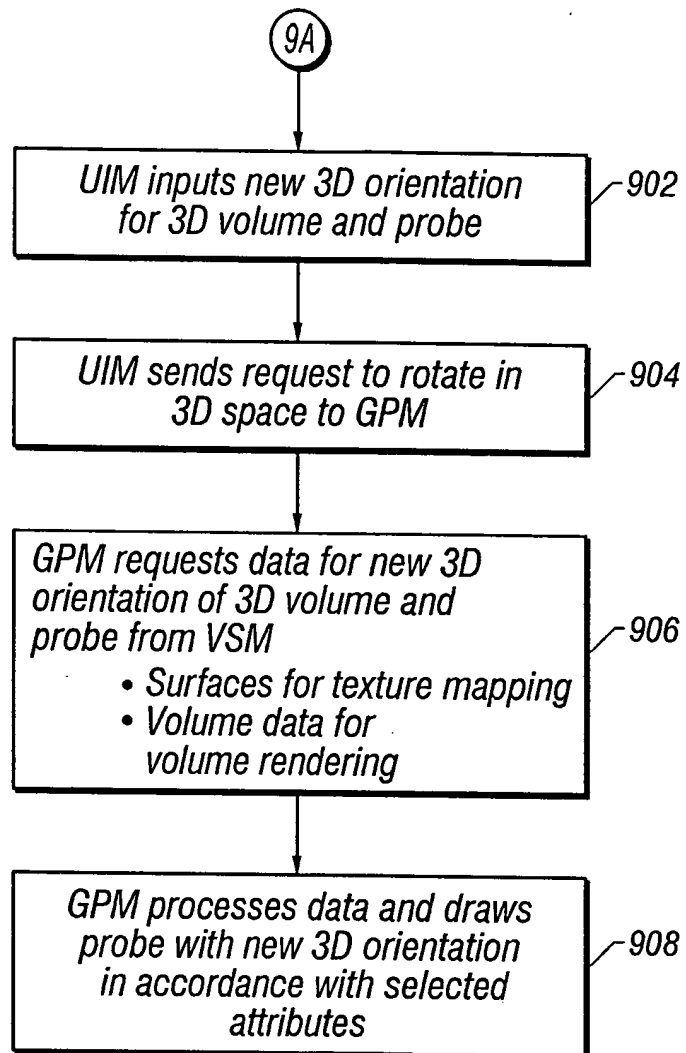 9A
UIM inputs new 3D orientation
for 3D volume and probe
902
UIM sends request to rotate in
3D space to GPM
904
GPM requests data for new 3D
orientation of 3D volume and
probe from VSM
• Surfaces for texture mapping
• Volume data for
volume rendering
906
GPM processes data and draws
probe with new 3D orientation
in accordance with selected
attributes
908